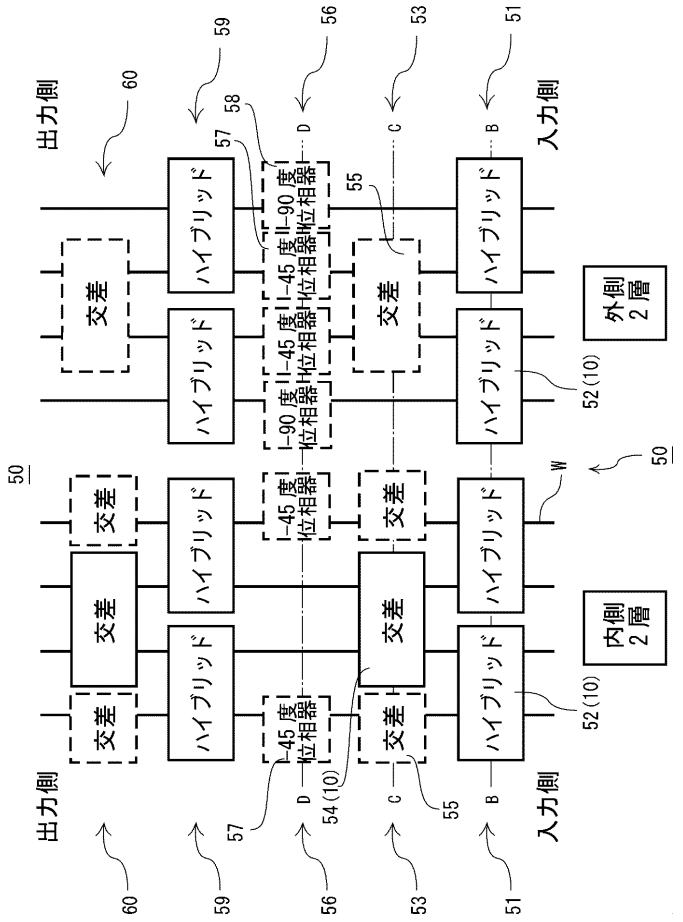 出力側
50
出力側
60
交差
交差
交差
交差
60
59
ハイブリッド
ハイブリッド
ハイブリッド
ハイブリッド
59
57
57
58
56
D
-45度
位相器
-45度
位相器
-90度
位相器
-45度
位相器
-45度
位相器
-90度
位相器
D
56
54(10)
55
53
C
交差
交差
交差
交差
C
53
55
51
B
ハイブリッド
ハイブリッド
ハイブリッド
ハイブリッド
B
51
入力側
52(10)
W
52(10)
入力側
内側
2層
50
外側
2層